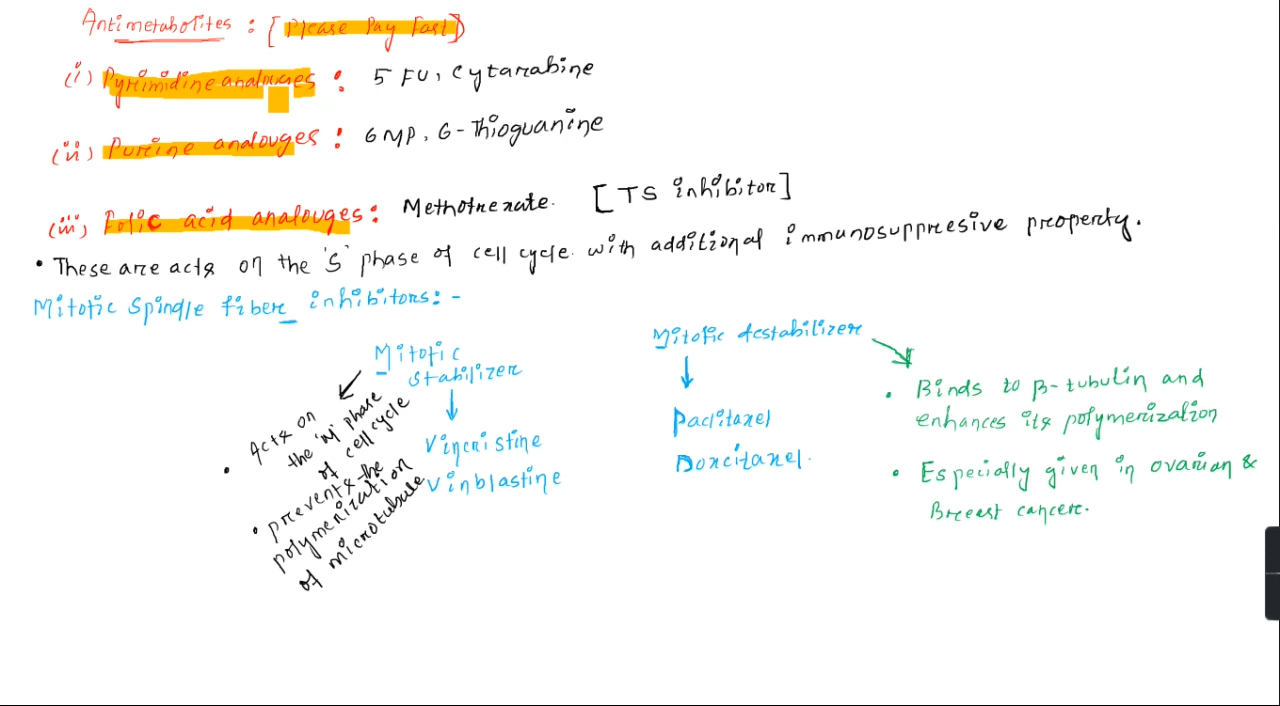 Antimetabolites : [Please Pay Fast]
(i) Pyrimidine analouges : 5 FU, Cytarabine
(ii) Purine analouges : 6 MP, 6-Thioguanine
(iii) Folic acid analouges : Methotrexate. [TS inhibitor]
• These are acts on the 'S' phase of cell cycle. with additional immunosuppresive property.
Mitotic Spindle fiber inhibitors: -
Mitotic
Stabilizer
Vincristine
Vinblastine
• Acts on
the 'M' phase
of cell cycle
• prevents the
polymerization
of microtubule
Mitotic destabilizer
Paclitaxel
Doxcitaxel.
• Binds to β-tubulin and
enhances its polymerization
• Especially given in ovarian &
Breast cancer.